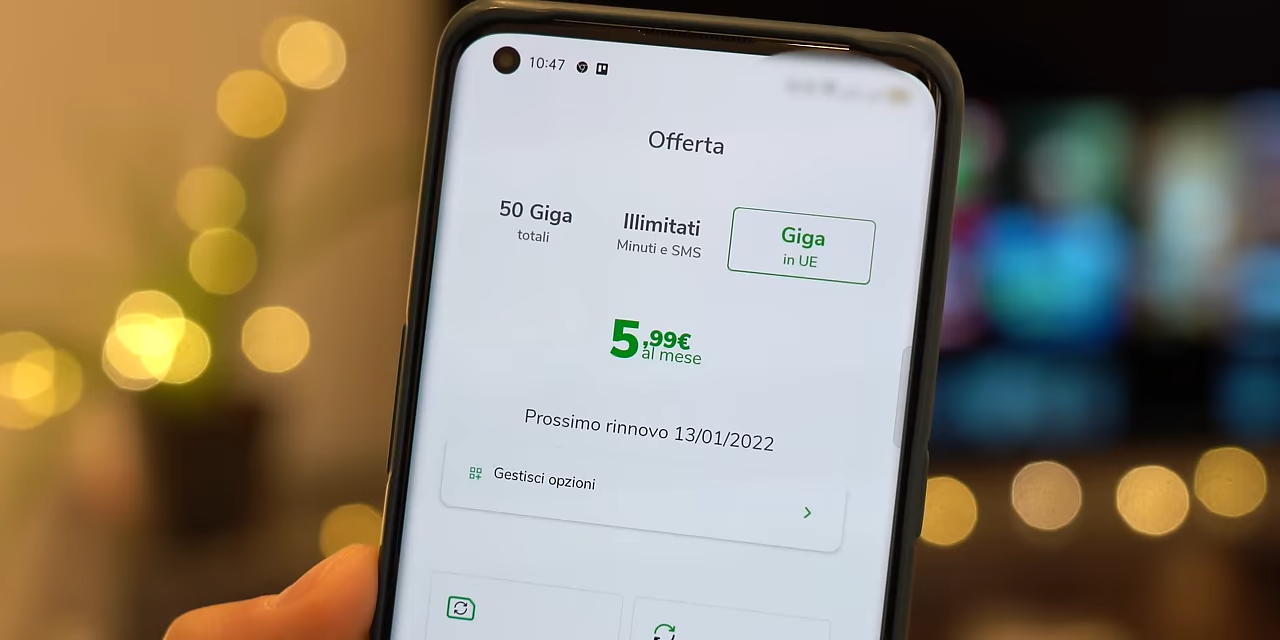 10:47
Offerta
50 Giga
totali
Illimitati
Minuti e SMS
Giga
in UE
5,99€
al mese
Prossimo rinnovo 13/01/2022
Gestisci opzioni